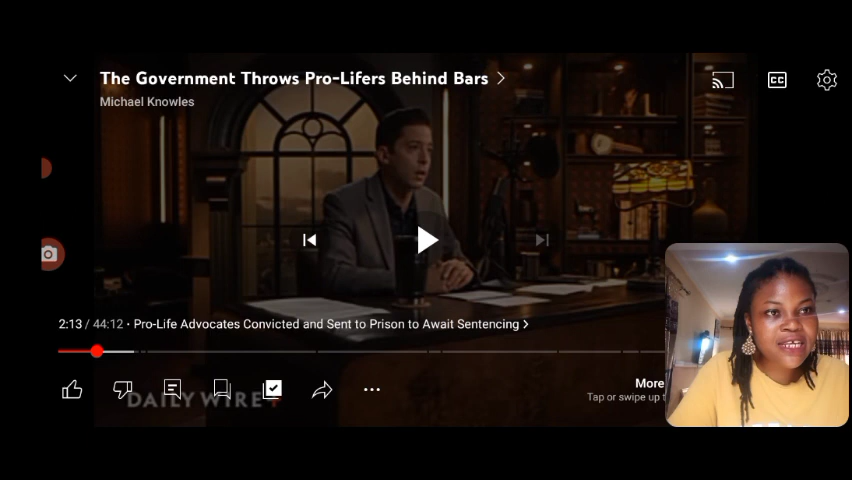 The Government Throws Pro-Lifers Behind Bars
Michael Knowles
CC
2:13 / 44:12 • Pro-Life Advocates Convicted and Sent to Prison to Await Sentencing
DAILY WIRE+
More
Tap or swipe up